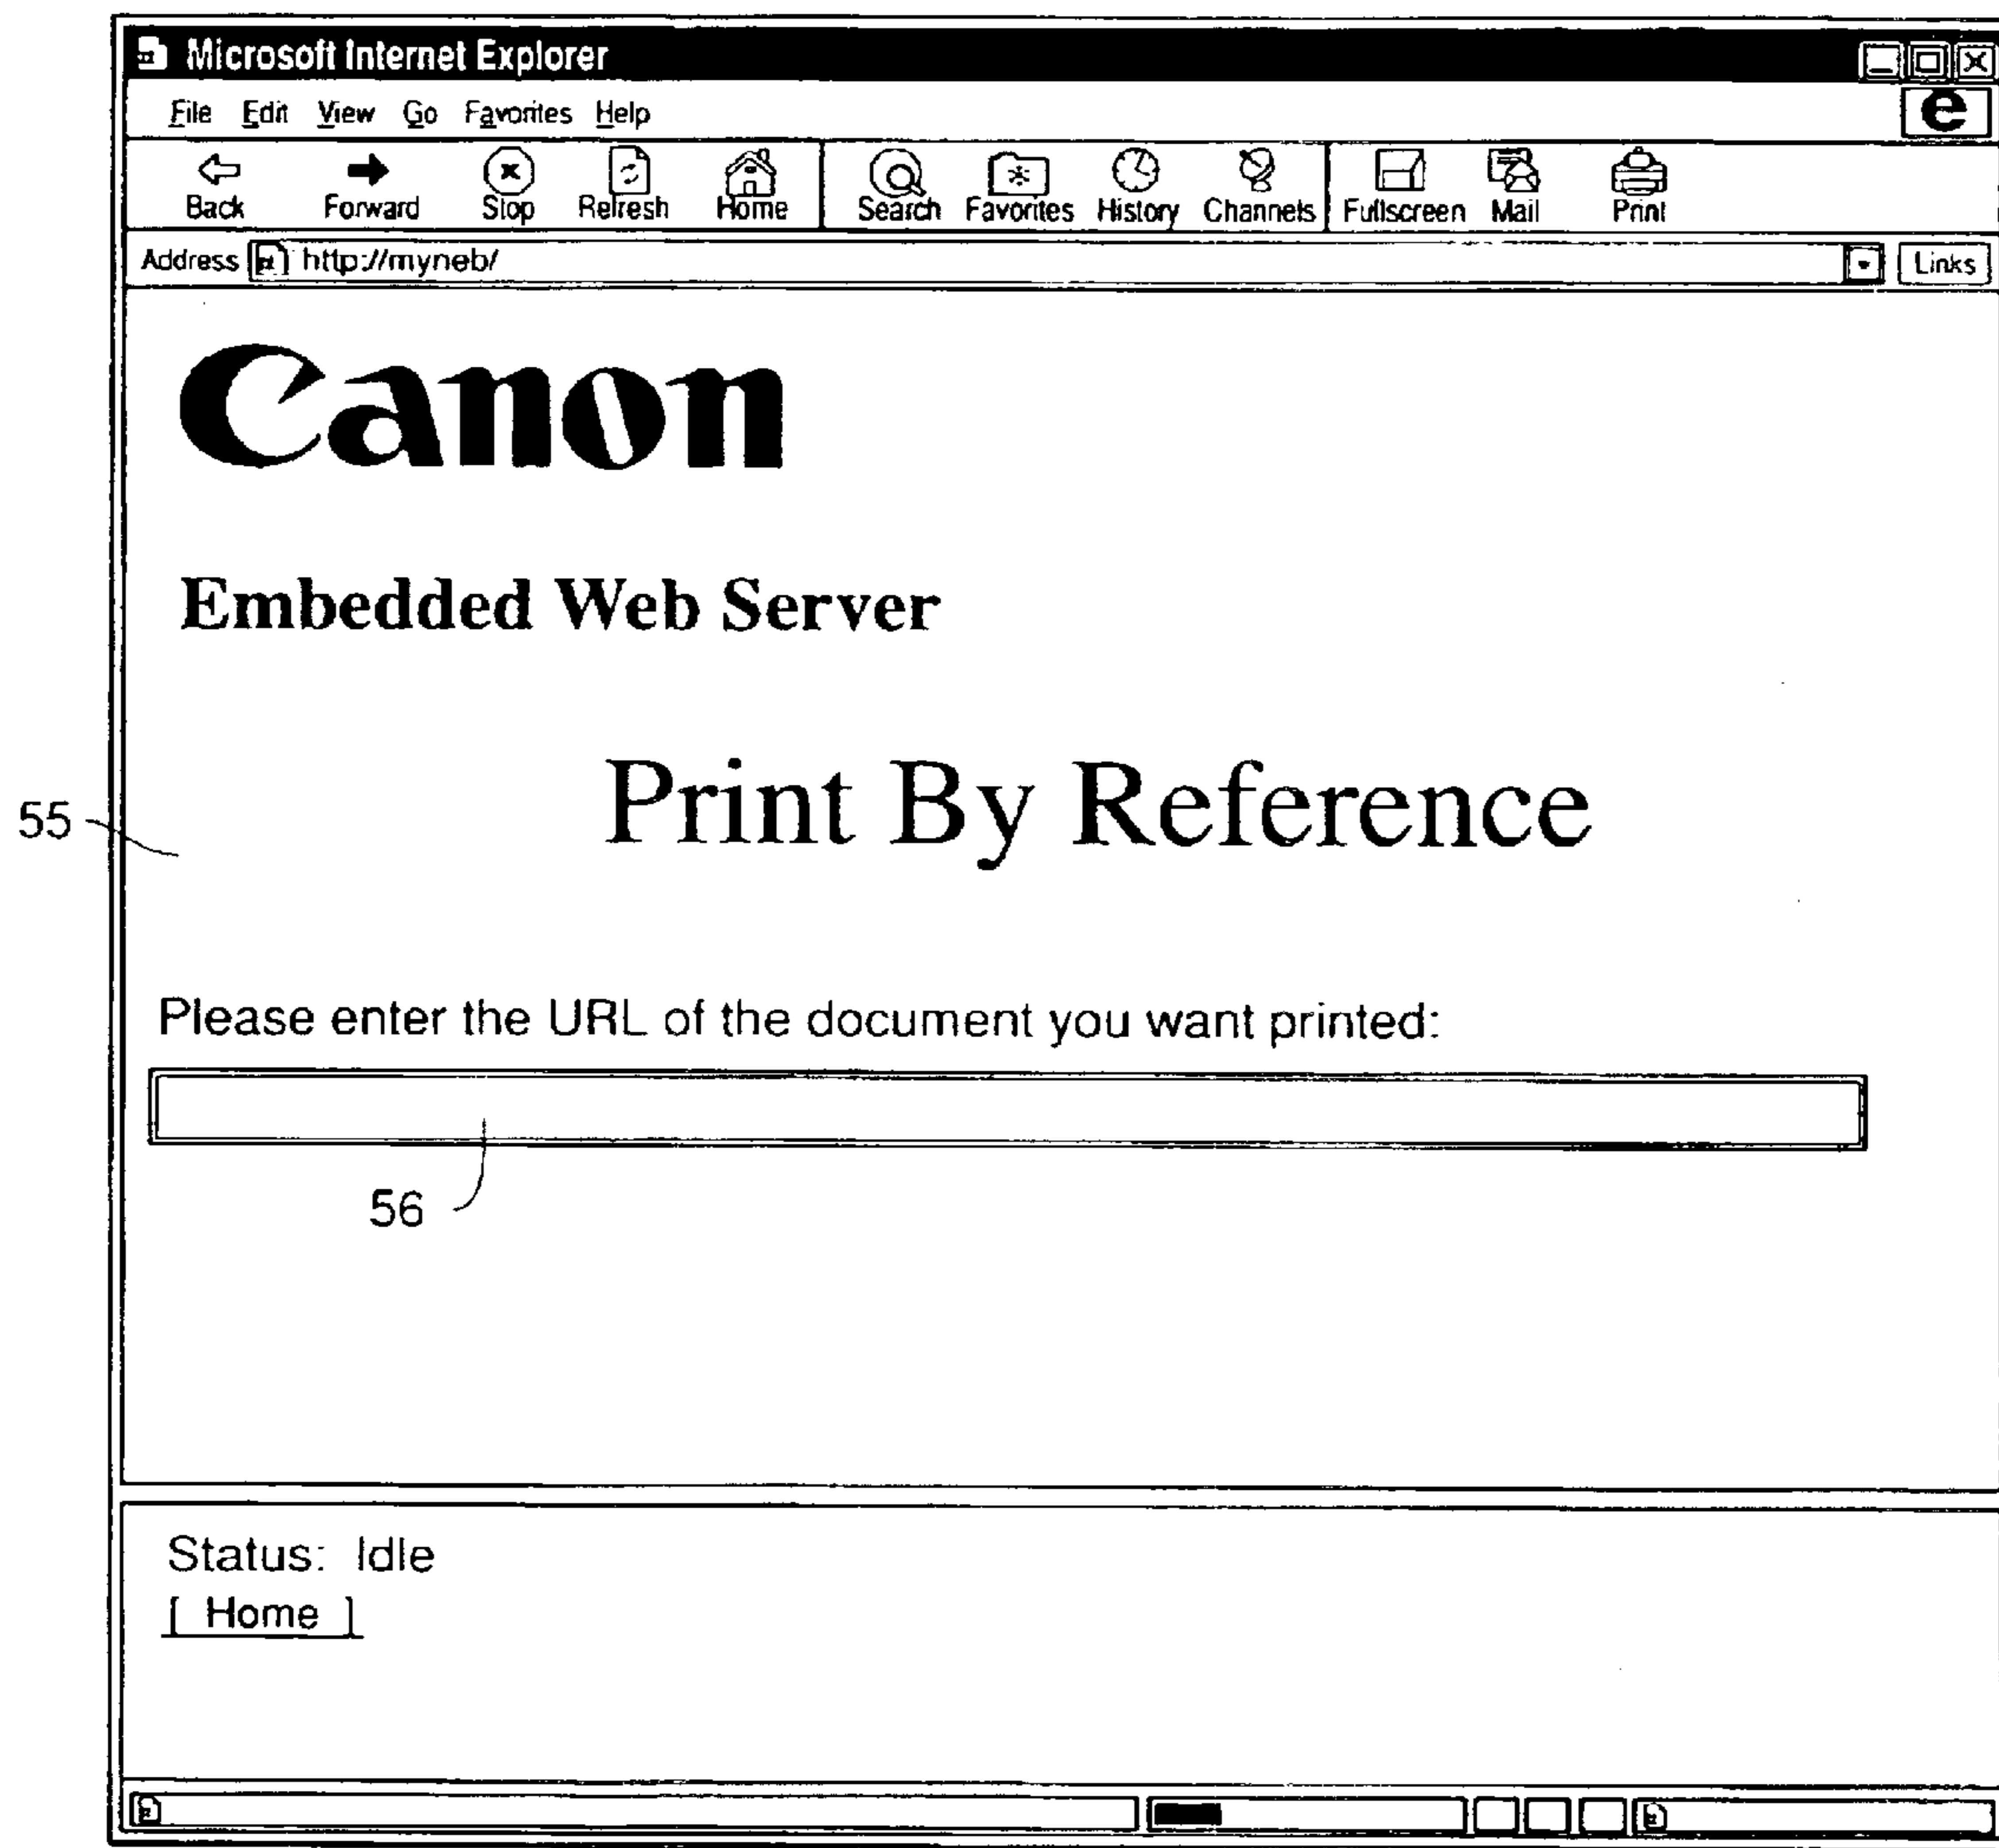 Microsoft Internet Explorer
File Edit View Go Favorites Help
e
Back Forward Stop Refresh Home Search Favorites History Channels Fullscreen Mail Print
Address http://myneb/ Links
Canon
Embedded Web Server
Print By Reference
55
Please enter the URL of the document you want printed:
56
Status: Idle
[ Home ]